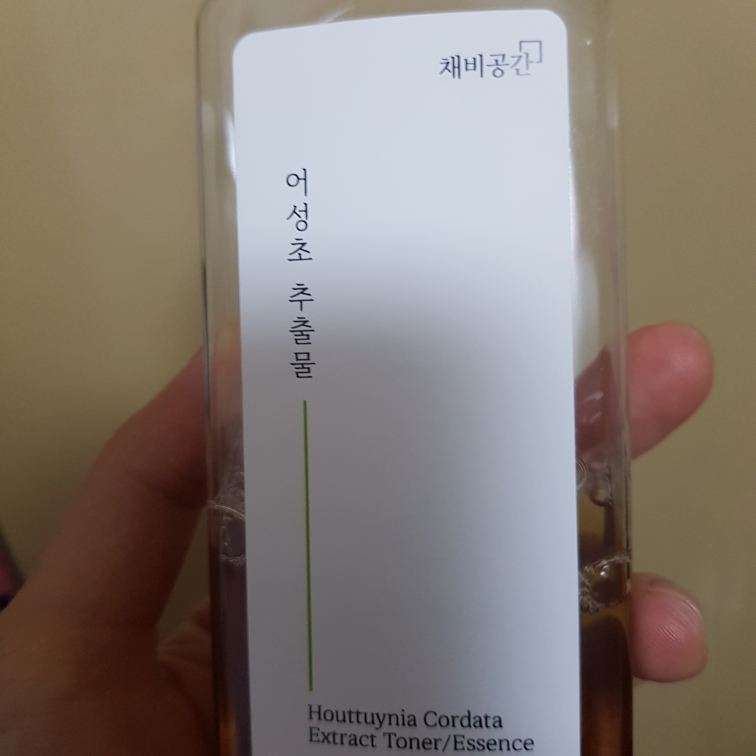 채비공간
어성초 추출물
Houttuynia Cordata
Extract Toner/Essence